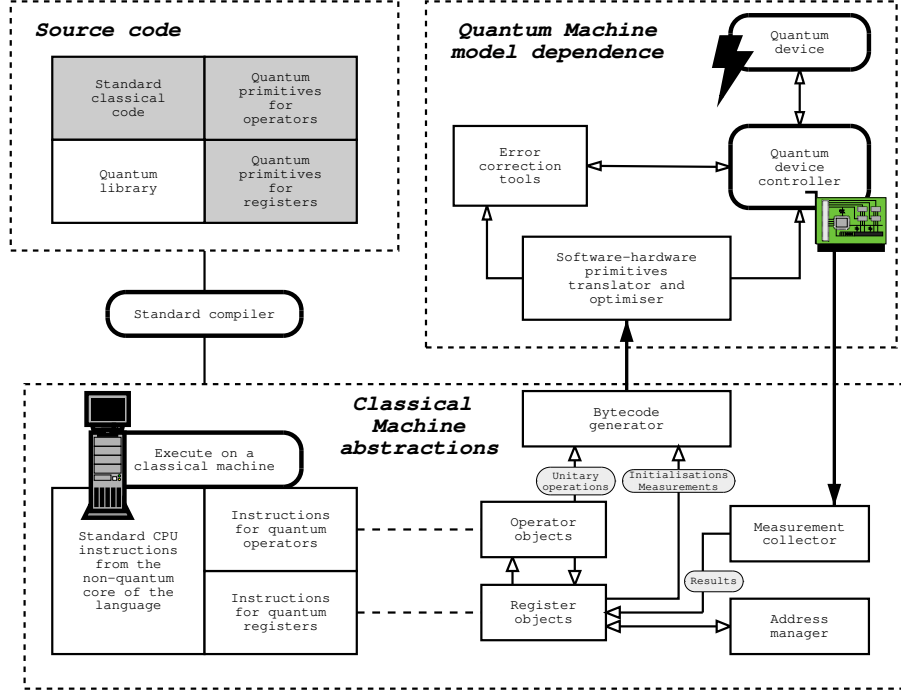 Source code
Standard
classical
code
Quantum
primitives
for
operators
Quantum
library
Quantum
primitives
for
registers
Standard compiler
Quantum Machine
model dependence
Quantum
device
Error
correction
tools
Quantum
device
controller
Software-hardware
primitives
translator and
optimiser
Classical
Machine
abstractions
Execute on a
classical machine
Standard CPU
instructions
from the
non-quantum
core of the
language
Instructions
for quantum
operators
Instructions
for quantum
registers
Bytecode
generator
Unitary
operations
Initialisations
Measurements
Operator
objects
Register
objects
Measurement
collector
Results
Address
manager